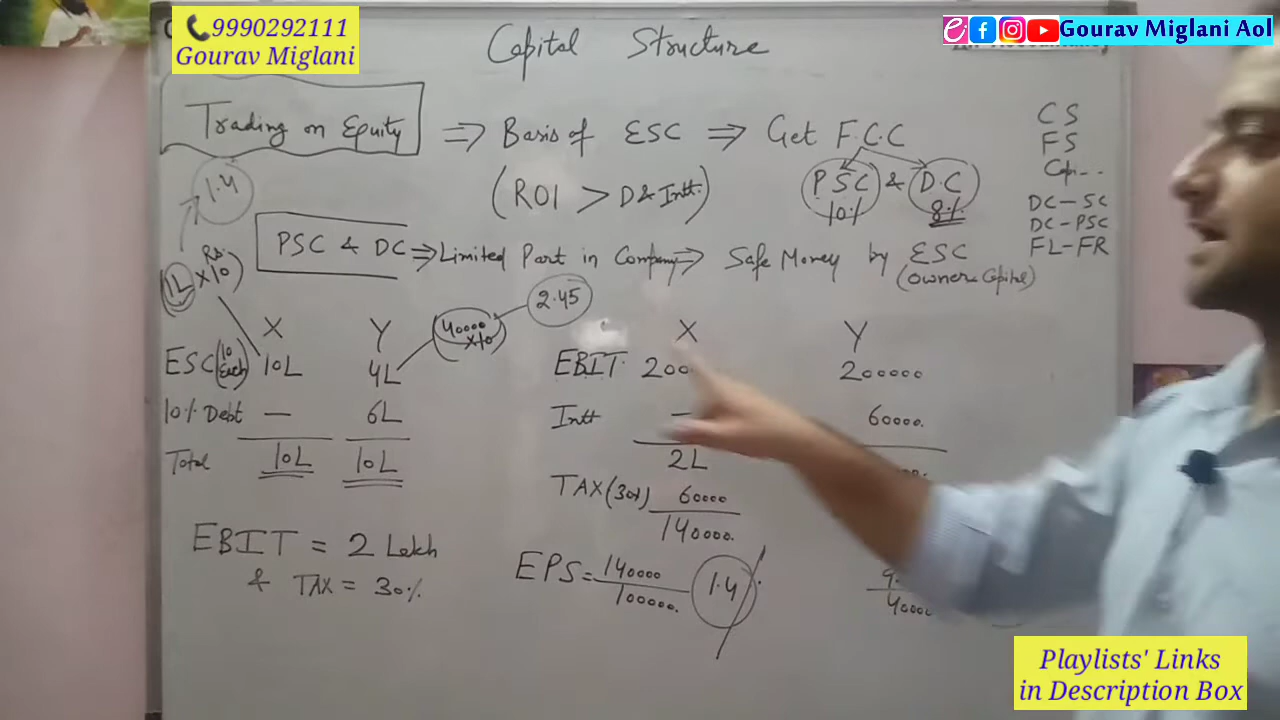 📞9990292111
Gourav Miglani
Gourav Miglani Aol
Capital Structure
Trading on Equity ⇒ Basis of ESC ⇒ Get F.C.C
(ROI > D & Intt.)
PSC & D.C
10% 8%
CS
FS
Capi...
DC-SC
DC-PSC
FL-FR
1.4
PSC & DC ⇒ Limited Part in Company ⇒ Safe Money by ESC
(owner Capital)
1L × 10 Rs.
40000 × 10
2.45
X Y
ESC (10 Each) 10L 4L
10% Debt — 6L
Total 10L 10L
EBIT = 2 Lakh
& TAX = 30%
X Y
EBIT 200 200000
Intt — 60000.
2L
TAX (30%) 60000
140000.
EPS = 140000 / 100000. 1.4
40000
Playlists' Links
in Description Box